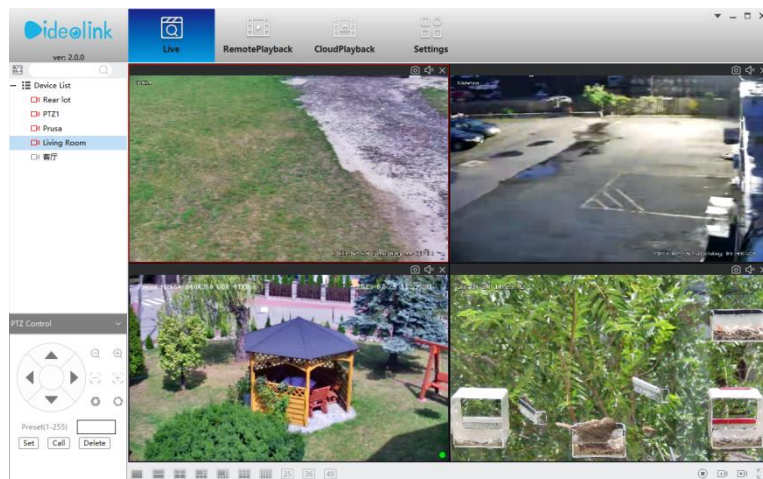 ideolink
ver: 2.0.0
Live
RemotePlayback
CloudPlayback
Settings
Device List
Rear lot
PTZ1
Prusa
Living Room
客厅
PTZ Control
Preset(1-255)
Set
Call
Delete
25
36
49